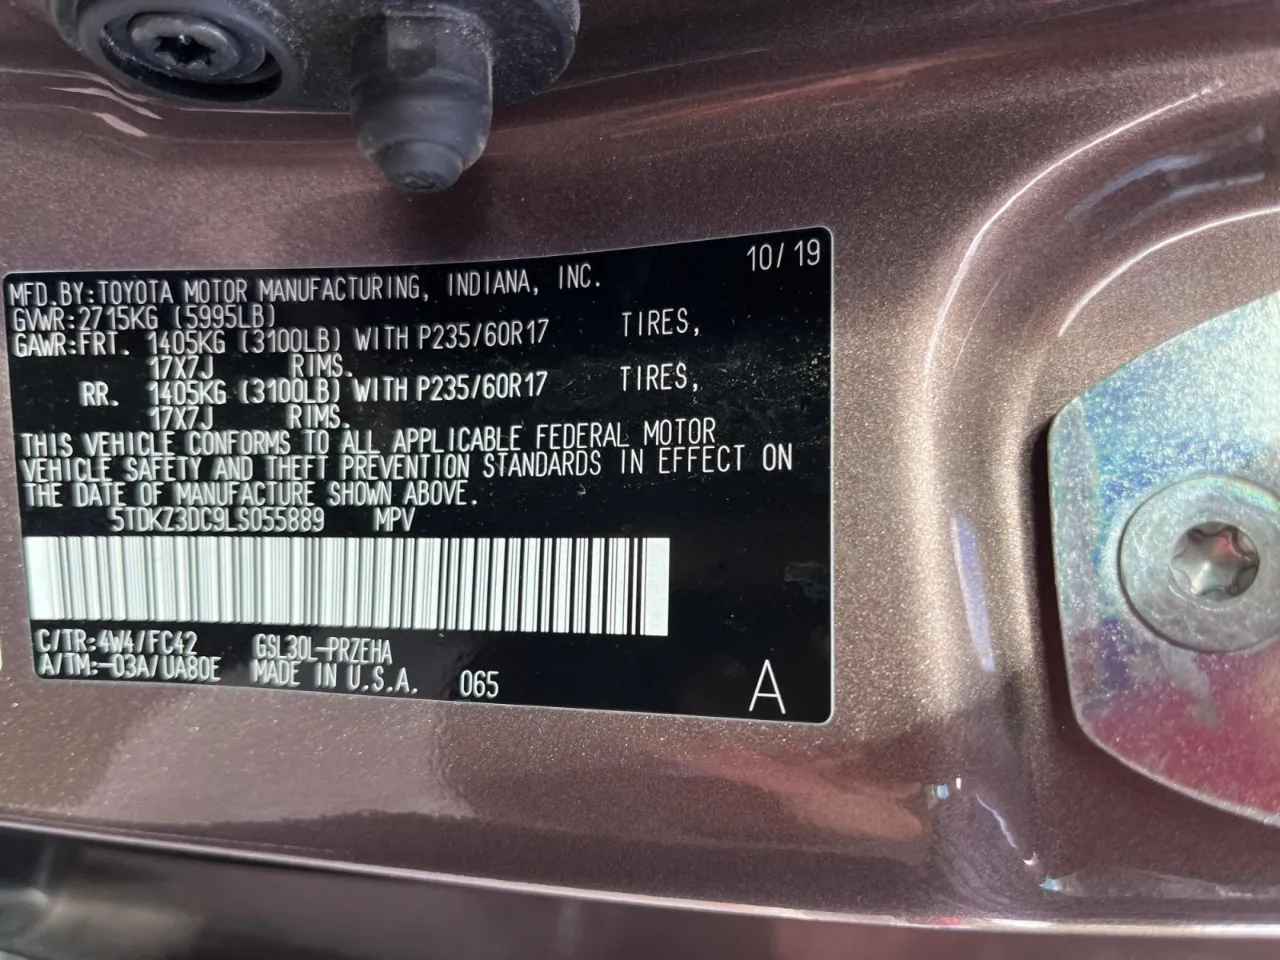 10/19
MFD.BY:TOYOTA MOTOR MANUFACTURING, INDIANA, INC.
GVWR:2715KG (5995LB)
GAWR:FRT. 1405KG (3100LB) WITH P235/60R17 TIRES,
17X7J RIMS.
RR. 1405KG (3100LB) WITH P235/60R17 TIRES,
17X7J RIMS.
THIS VEHICLE CONFORMS TO ALL APPLICABLE FEDERAL MOTOR
VEHICLE SAFETY AND THEFT PREVENTION STANDARDS IN EFFECT ON
THE DATE OF MANUFACTURE SHOWN ABOVE.
5TDKZ3DC9LS055889 MPV
C/TR:4W4/FC42 GSL30L-PRZEHA
A/TM:-03A/UA80E MADE IN U.S.A. 065
A